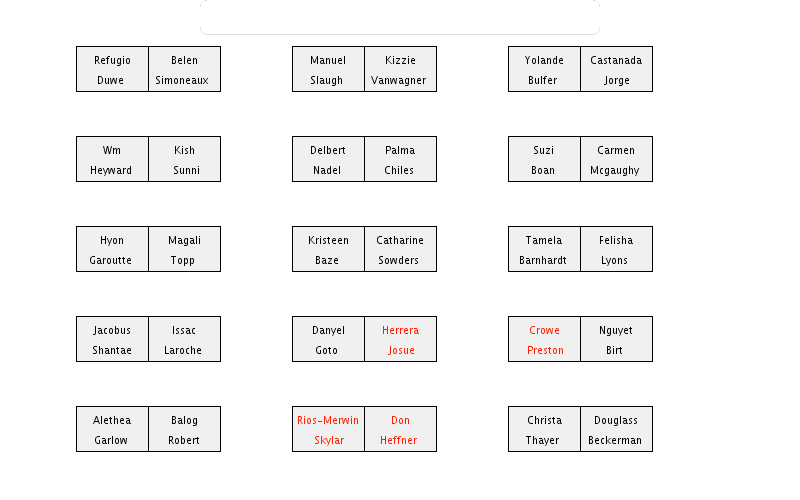 Refugio Belen Manuel Kizzie Yolande Castanada
Duwe Simoneaux Slaugh Vanwagner Bulfer Jorge
Wm Kish Delbert Palma Suzi Carmen
Heyward Sunni Nadel Chiles Boan Mcgaughy
Hyon Magali Kristeen Catharine Tamela Felisha
Garoutte Topp Baze Sowders Barnhardt Lyons
Jacobus Issac Danyel Herrera Crowe Nguyet
Shantae Laroche Goto Josue Preston Birt
Alethea Balog Rios-Merwin Don Christa Douglass
Garlow Robert Skylar Heffner Thayer Beckerman